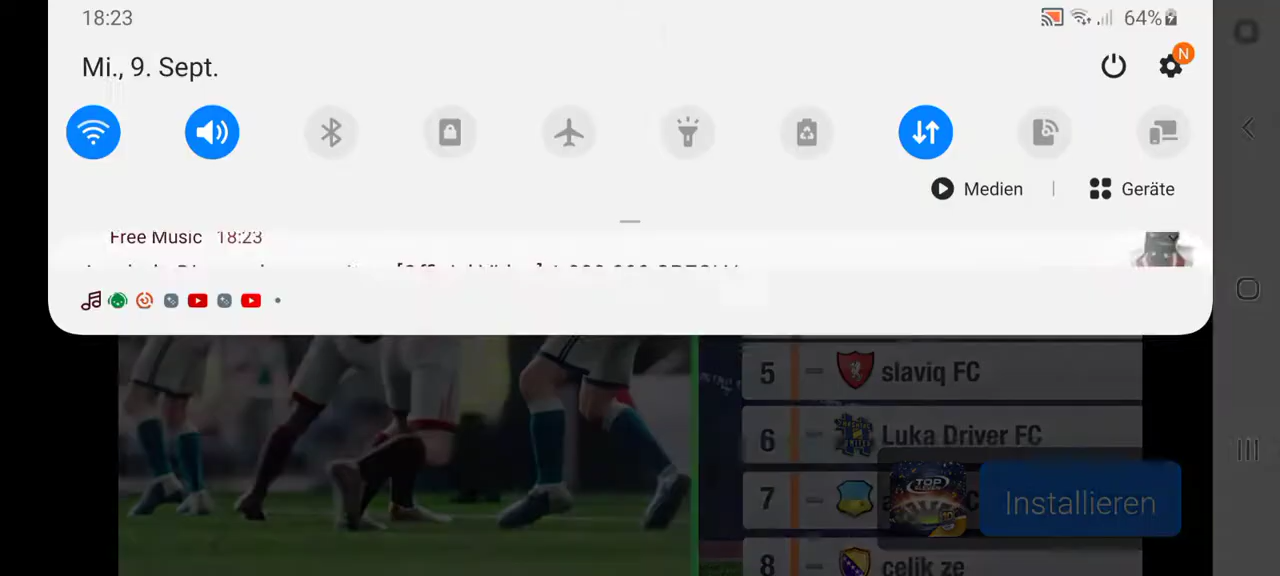 18:23
64%
Mi., 9. Sept.
N
Medien
Geräte
Free Music 18:23
5 slaviq FC
6 Luka Driver FC
7
TOP
Installieren
8 celik ze